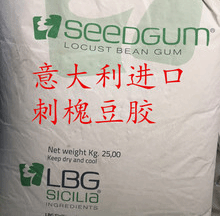 SEEDGUM®
LOCUST BEAN GUM
意大利进口
刺槐豆胶
Net weight Kg. 25,00
Keep dry and cool
LBG
SICILIA®
INGREDIENTS